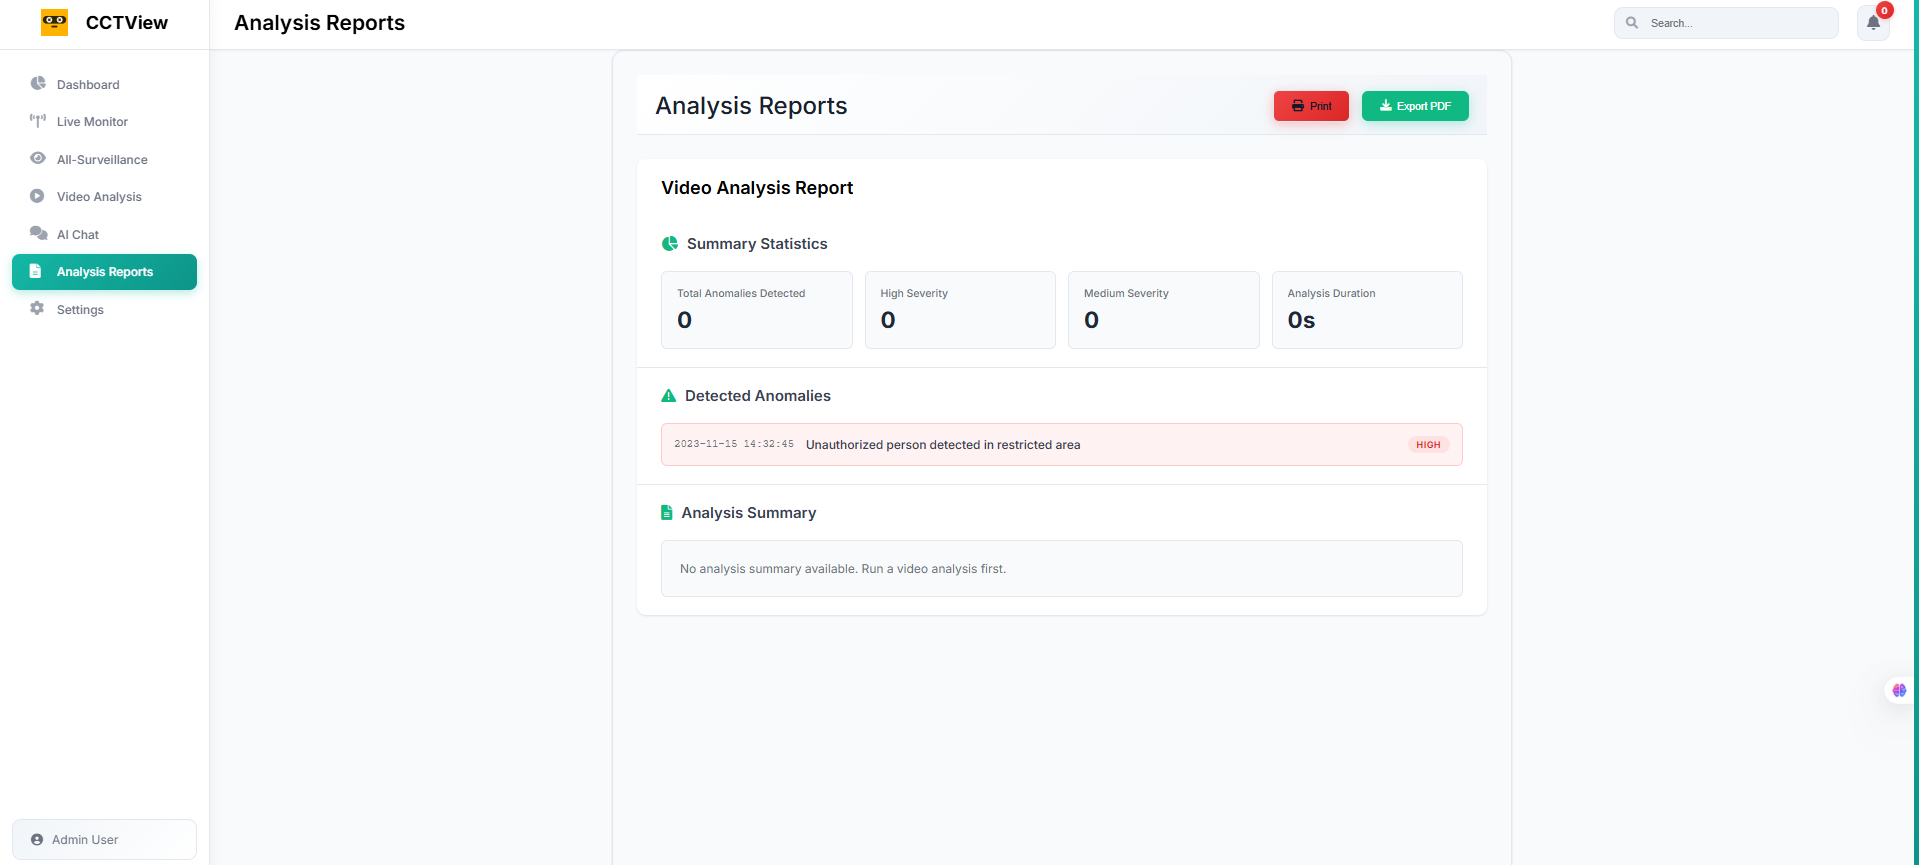 CCTView
Analysis Reports
Search...
0
Dashboard
Live Monitor
All-Surveillance
Video Analysis
AI Chat
Analysis Reports
Settings
Admin User
Analysis Reports
Print
Export PDF
Video Analysis Report
Summary Statistics
Total Anomalies Detected
0
High Severity
0
Medium Severity
0
Analysis Duration
0s
Detected Anomalies
2023-11-15 14:32:45 Unauthorized person detected in restricted area HIGH
Analysis Summary
No analysis summary available. Run a video analysis first.